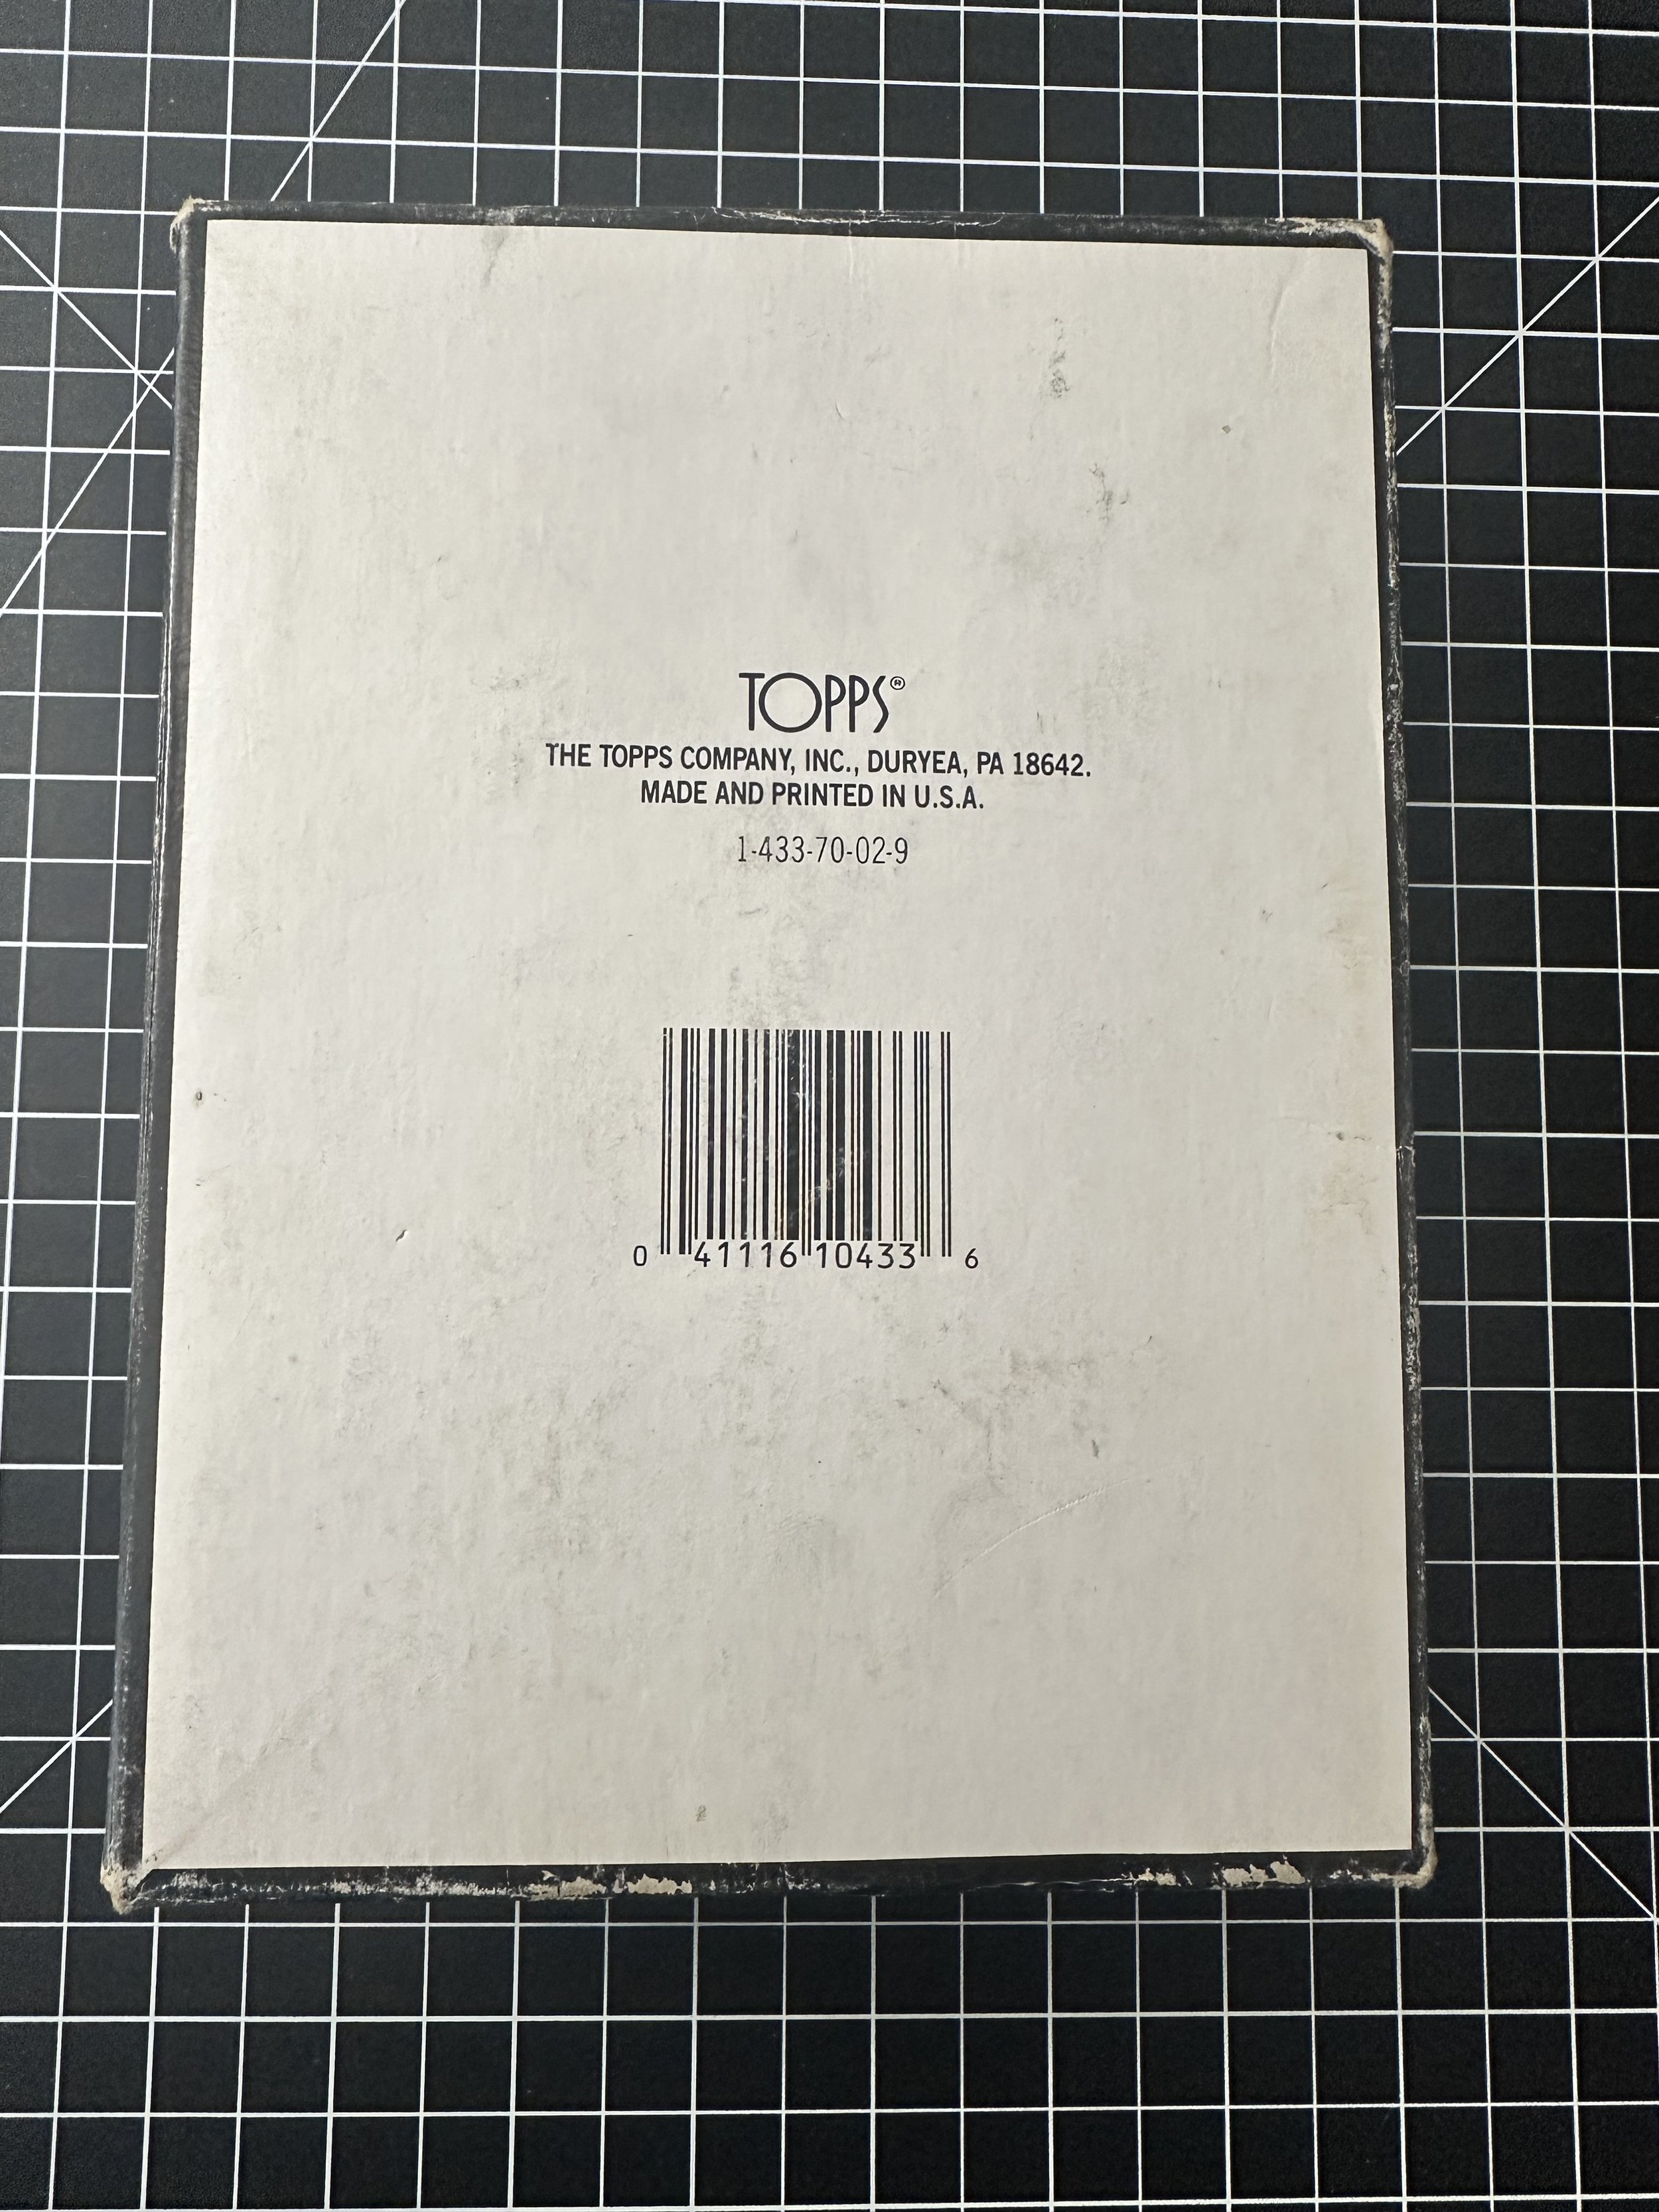 TOPPS®
THE TOPPS COMPANY, INC., DURYEA, PA 18642.
MADE AND PRINTED IN U.S.A.
1-433-70-02-9
0 41116 10433 6